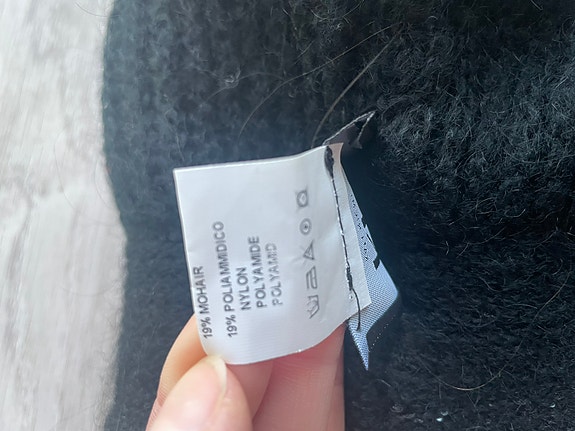 19% MOHAIR
19% POLIAMMIDICO
NYLON
POLYAMIDE
POLYAMID